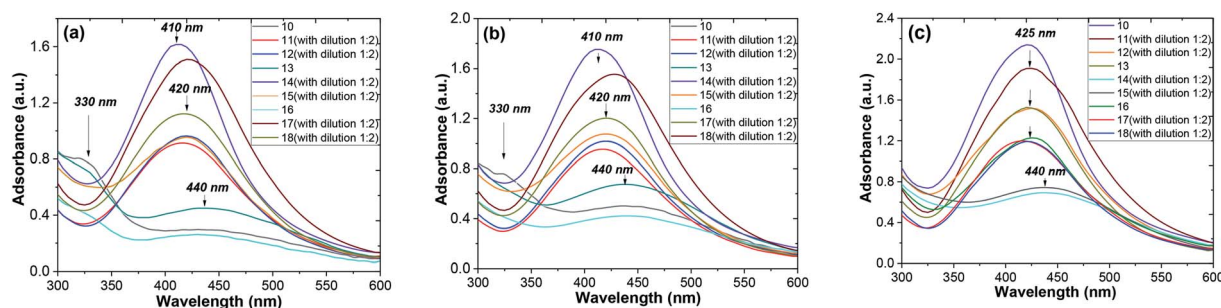 (a)
410 nm
330 nm
420 nm
440 nm
10
11(with dilution 1:2)
12(with dilution 1:2)
13
14(with dilution 1:2)
15(with dilution 1:2)
16
17(with dilution 1:2)
18(with dilution 1:2)
Adsorbance (a.u.)
1.6
1.2
0.8
0.4
0.0
300 350 400 450 500 550 600
Wavelength (nm)
(b)
410 nm
330 nm
420 nm
440 nm
10
11(with dilution 1:2)
12(with dilution 1:2)
13
14(with dilution 1:2)
15(with dilution 1:2)
16
17(with dilution 1:2)
18(with dilution 1:2)
Absorbance (a.u.)
2.0
1.6
1.2
0.8
0.4
0.0
300 350 400 450 500 550 600
Wavelength (nm)
(c)
425 nm
440 nm
10
11(with dilution 1:2)
12(with dilution 1:2)
13
14(with dilution 1:2)
15(with dilution 1:2)
16
17(with dilution 1:2)
18(with dilution 1:2)
Absorbance (a.u.)
2.4
2.0
1.6
1.2
0.8
0.4
0.0
300 350 400 450 500 550 600
Wavelength (nm)